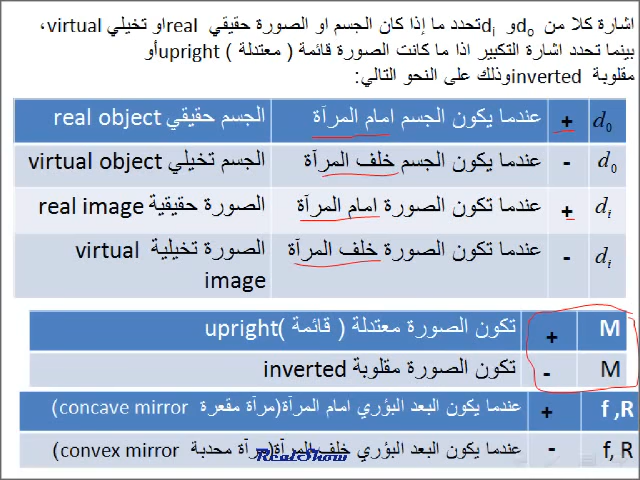 اشارة كلا من d₀ و dᵢ تحدد ما إذا كان الجسم او الصورة حقيقي real او تخيلي virtual،
بينما تحدد اشارة التكبير اذا ما كانت الصورة قائمة ( معتدلة ) upright أو
مقلوبة inverted وذلك على النحو التالي:
d₀ + عندما يكون الجسم امام المرآة الجسم حقيقي real object
d₀ - عندما يكون الجسم خلف المرآة الجسم تخيلي virtual object
dᵢ + عندما تكون الصورة امام المرآة الصورة حقيقية real image
dᵢ - عندما تكون الصورة خلف المرآة الصورة تخيلية virtual
image
M + تكون الصورة معتدلة ( قائمة )upright
M - تكون الصورة مقلوبة inverted
f ,R + عندما يكون البعد البؤري امام المرآة(مرآة مقعرة concave mirror)
f, R - عندما يكون البعد البؤري خلف المرآة(مرآة محدبة convex mirror)
RealShow